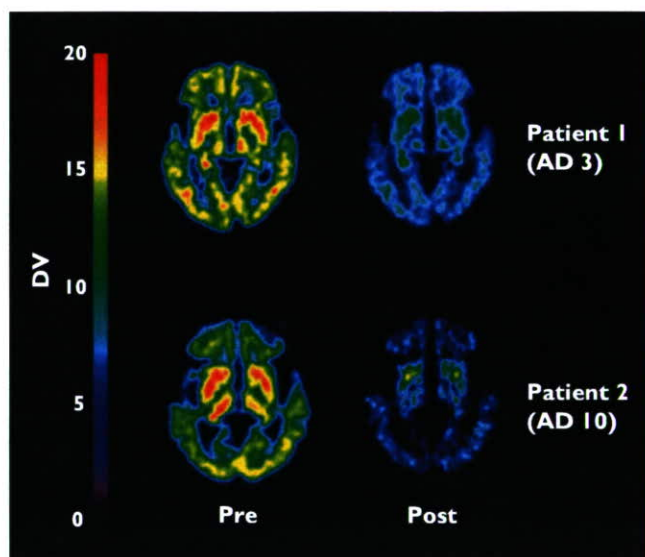 20
15
10
5
0
DV
Patient 1
(AD 3)
Patient 2
(AD 10)
Pre
Post